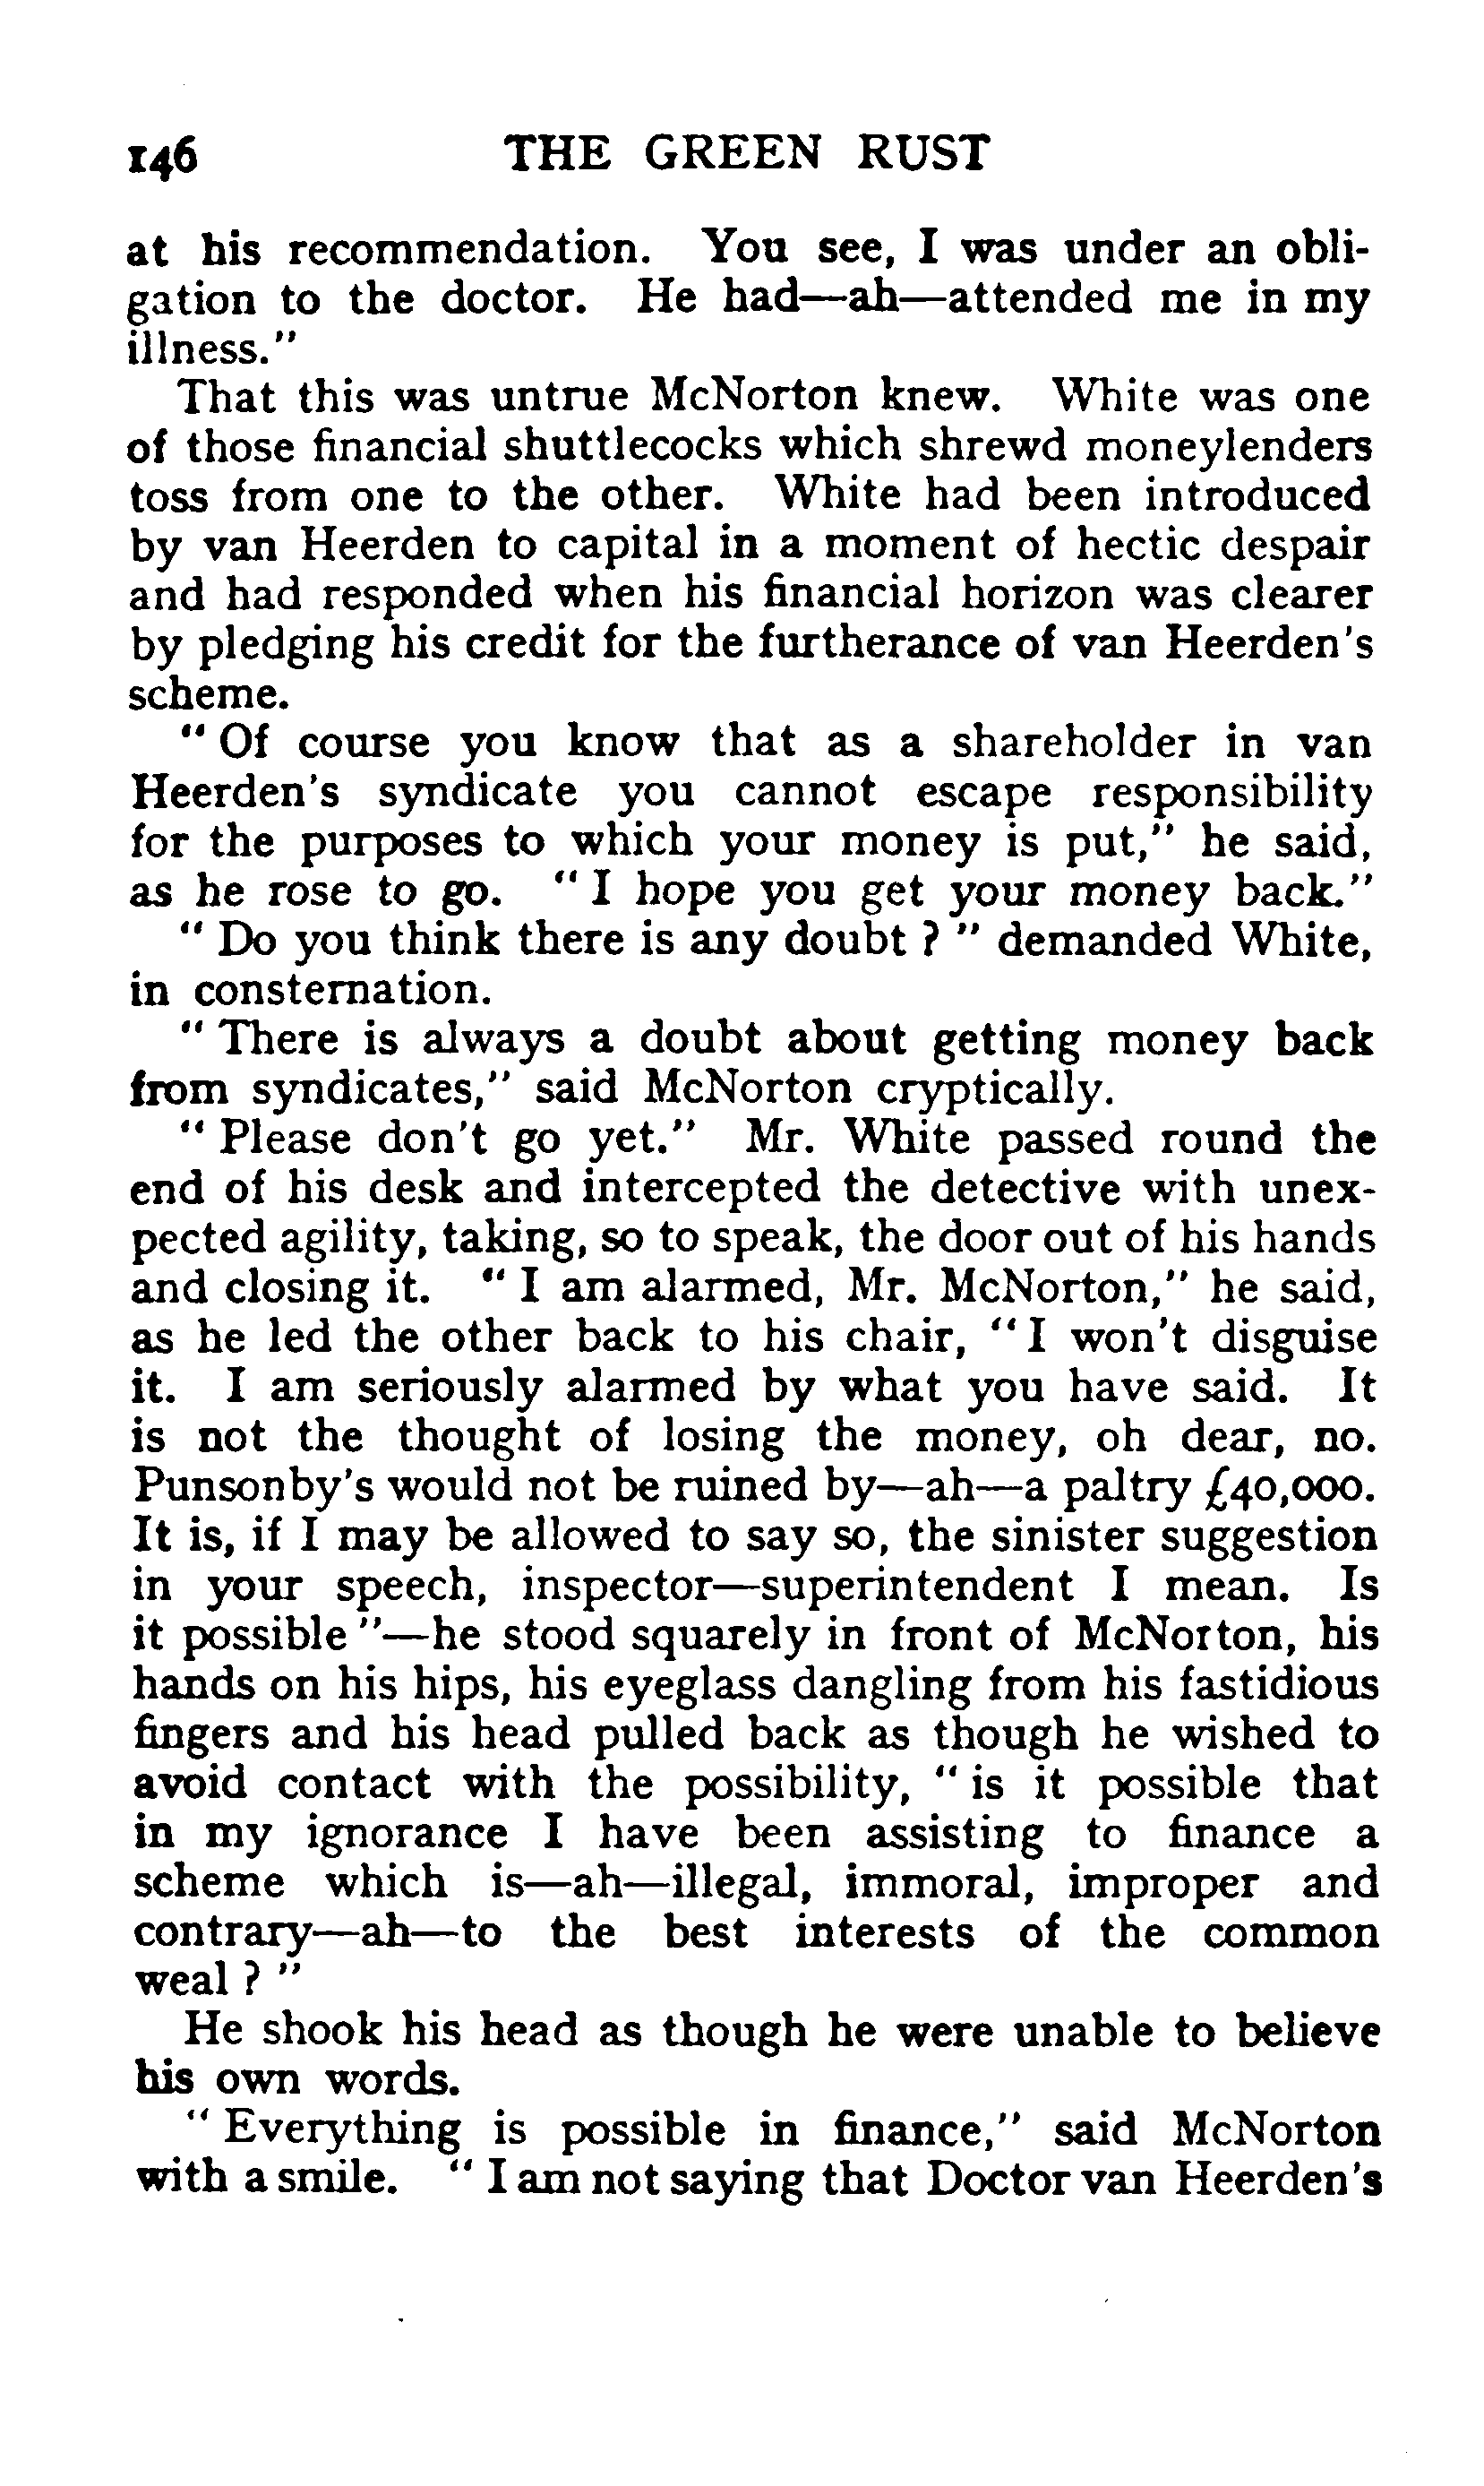 146 THE GREEN RUST
at his recommendation. You see, I was under an obli-
gation to the doctor. He had—ah—attended me in my
illness."
That this was untrue McNorton knew. White was one
of those financial shuttlecocks which shrewd moneylenders
toss from one to the other. White had been introduced
by van Heerden to capital in a moment of hectic despair
and had responded when his financial horizon was clearer
by pledging his credit for the furtherance of van Heerden's
scheme.
" Of course you know that as a shareholder in van
Heerden's syndicate you cannot escape responsibility
for the purposes to which your money is put," he said,
as he rose to go. " I hope you get your money back."
" Do you think there is any doubt ? " demanded White,
in consternation.
" There is always a doubt about getting money back
from syndicates," said McNorton cryptically.
" Please don't go yet." Mr. White passed round the
end of his desk and intercepted the detective with unex-
pected agility, taking, so to speak, the door out of his hands
and closing it. " I am alarmed, Mr. McNorton," he said,
as he led the other back to his chair, " I won't disguise
it. I am seriously alarmed by what you have said. It
is not the thought of losing the money, oh dear, no.
Punsonby's would not be ruined by—ah—a paltry £40,000.
It is, if I may be allowed to say so, the sinister suggestion
in your speech, inspector—superintendent I mean. Is
it possible "—he stood squarely in front of McNorton, his
hands on his hips, his eyeglass dangling from his fastidious
fingers and his head pulled back as though he wished to
avoid contact with the possibility, " is it possible that
in my ignorance I have been assisting to finance a
scheme which is—ah—illegal, immoral, improper and
contrary—ah—to the best interests of the common
weal ? "
He shook his head as though he were unable to believe
his own words.
" Everything is possible in finance," said McNorton
with a smile. " I am not saying that Doctor van Heerden's